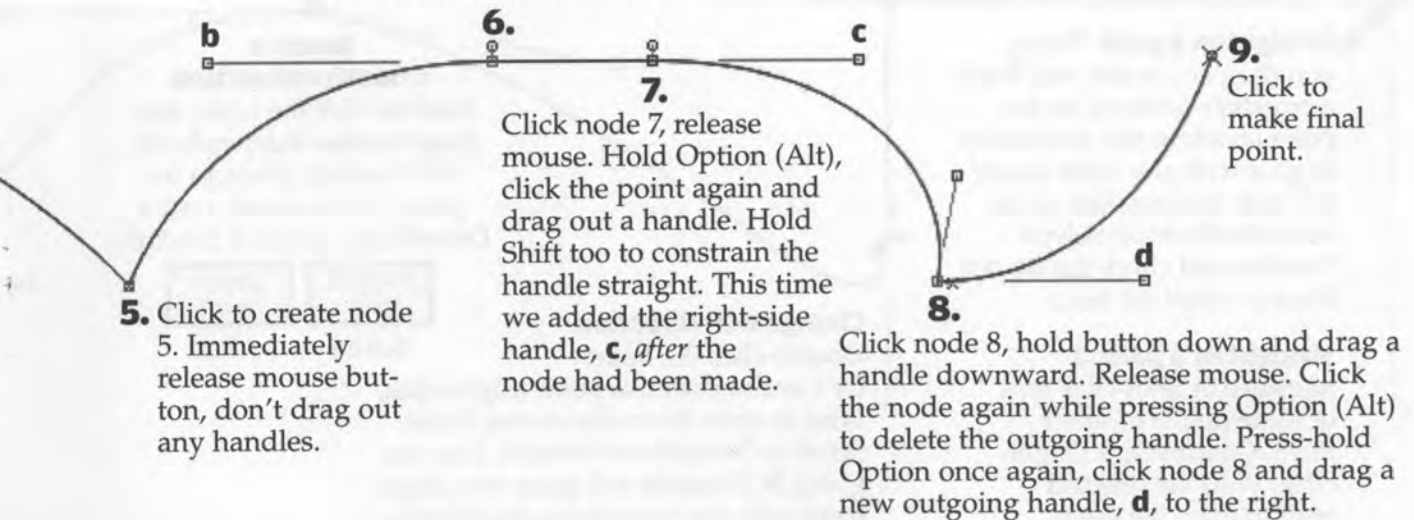 b
6.
c
9.
Click to
make final
point.
7.
Click node 7, release
mouse. Hold Option (Alt),
click the point again and
drag out a handle. Hold
Shift too to constrain the
handle straight. This time
we added the right-side
handle, c, after the
node had been made.
d
5. Click to create node
5. Immediately
release mouse but-
ton, don't drag out
any handles.
8.
Click node 8, hold button down and drag a
handle downward. Release mouse. Click
the node again while pressing Option (Alt)
to delete the outgoing handle. Press-hold
Option once again, click node 8 and drag a
new outgoing handle, d, to the right.